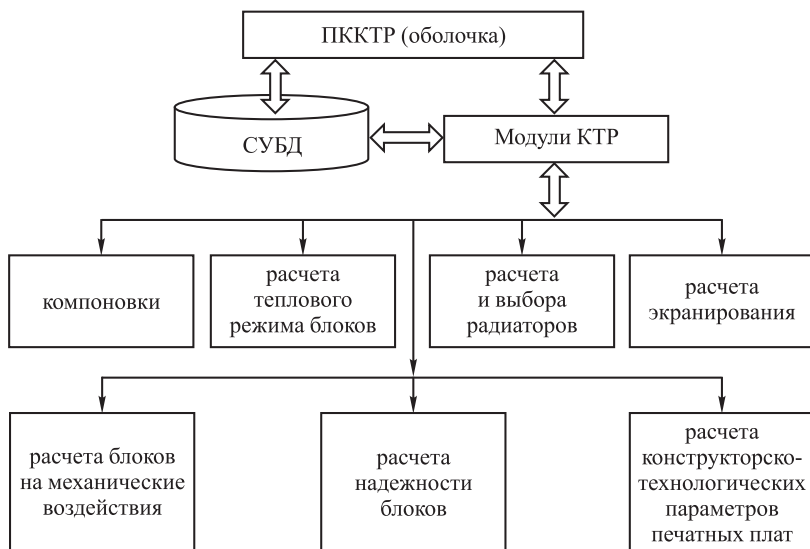 ПККТР (оболочка)
СУБД
Модули КТР
компоновки
расчета
теплового
режима блоков
расчета
и выбора
радиаторов
расчета
экранирования
расчета блоков
на механические
воздействия
расчета
надежности
блоков
расчета
конструкторско-
технологических
параметров
печатных плат